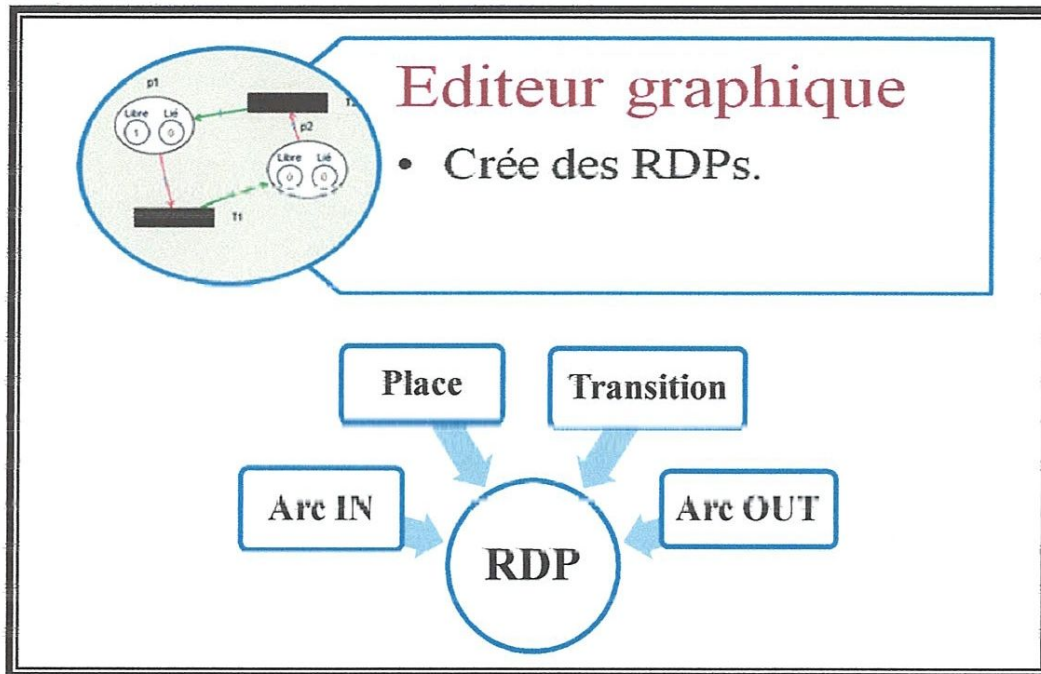 Editeur graphique
• Crée des RDPs.
p1
Libre Lié
1 0
p2
Libre Lié
0 0
T1
Place
Transition
Arc IN
Arc OUT
RDP